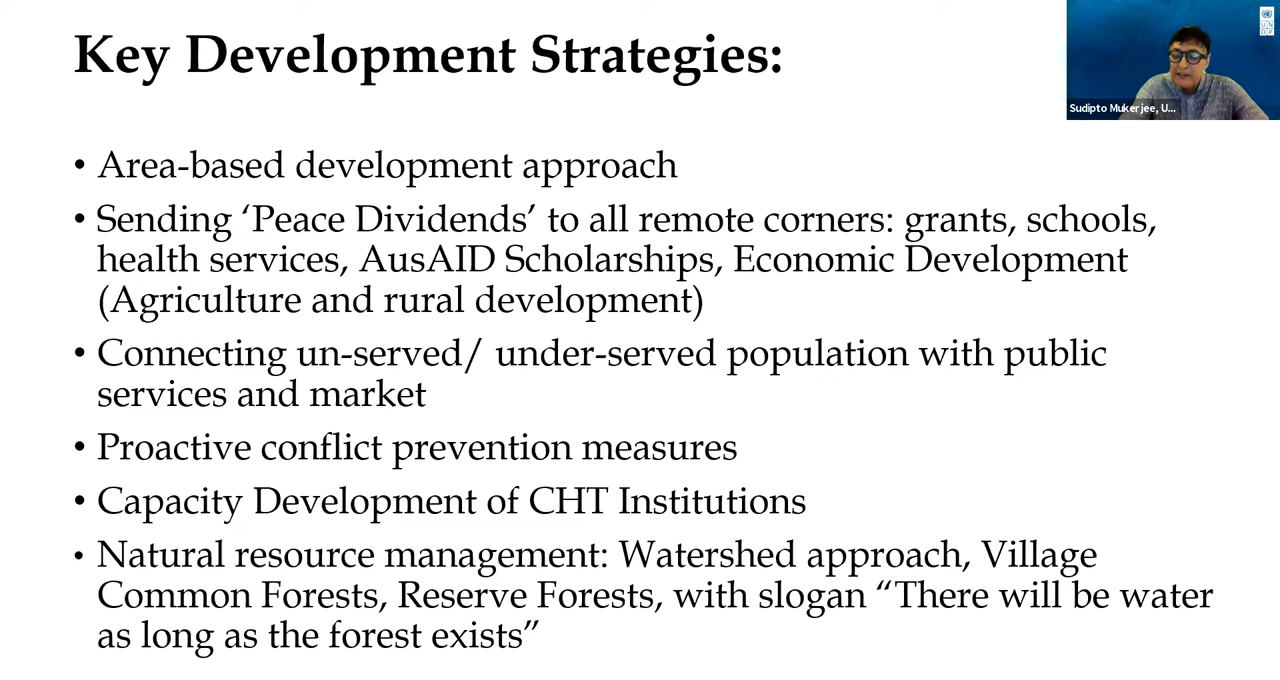 Key Development Strategies:
Sudipto Mukerjee, U...
U N
D P
• Area-based development approach
• Sending ‘Peace Dividends’ to all remote corners: grants, schools,
health services, AusAID Scholarships, Economic Development
(Agriculture and rural development)
• Connecting un-served/ under-served population with public
services and market
• Proactive conflict prevention measures
• Capacity Development of CHT Institutions
• Natural resource management: Watershed approach, Village
Common Forests, Reserve Forests, with slogan “There will be water
as long as the forest exists”